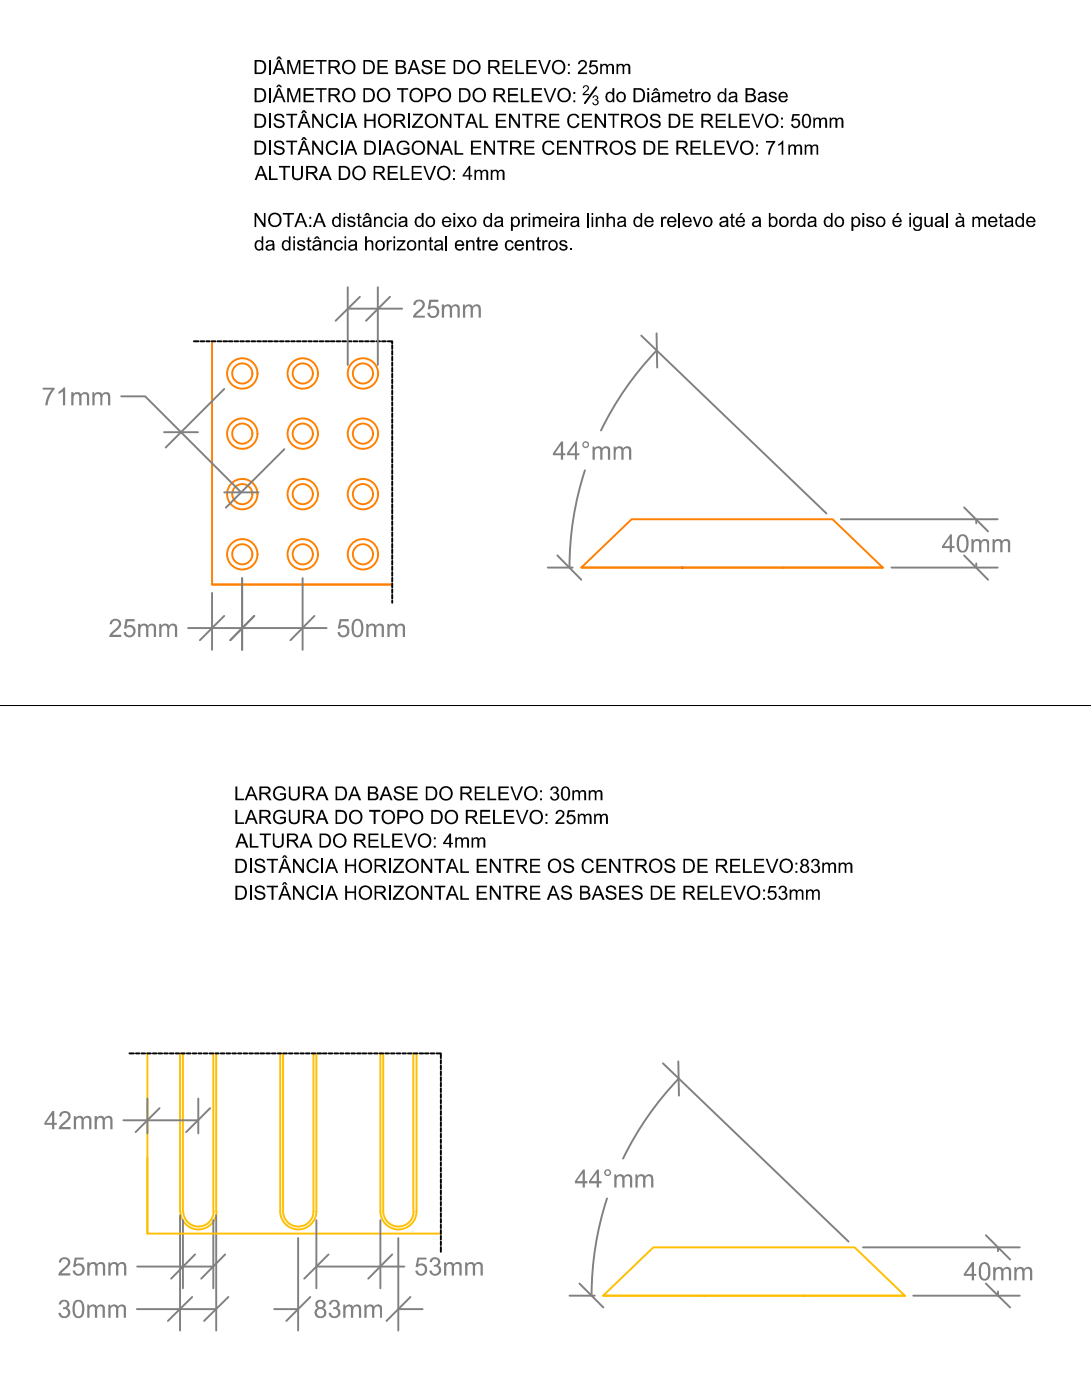 DIÂMETRO DE BASE DO RELEVO: 25mm
DIÂMETRO DO TOPO DO RELEVO: ⅔ do Diâmetro da Base
DISTÂNCIA HORIZONTAL ENTRE CENTROS DE RELEVO: 50mm
DISTÂNCIA DIAGONAL ENTRE CENTROS DE RELEVO: 71mm
ALTURA DO RELEVO: 4mm
NOTA:A distância do eixo da primeira linha de relevo até a borda do piso é igual à metade
da distância horizontal entre centros.
25mm
71mm
44°mm
40mm
25mm
50mm
LARGURA DA BASE DO RELEVO: 30mm
LARGURA DO TOPO DO RELEVO: 25mm
ALTURA DO RELEVO: 4mm
DISTÂNCIA HORIZONTAL ENTRE OS CENTROS DE RELEVO:83mm
DISTÂNCIA HORIZONTAL ENTRE AS BASES DE RELEVO:53mm
42mm
44°mm
25mm
53mm
40mm
30mm
83mm